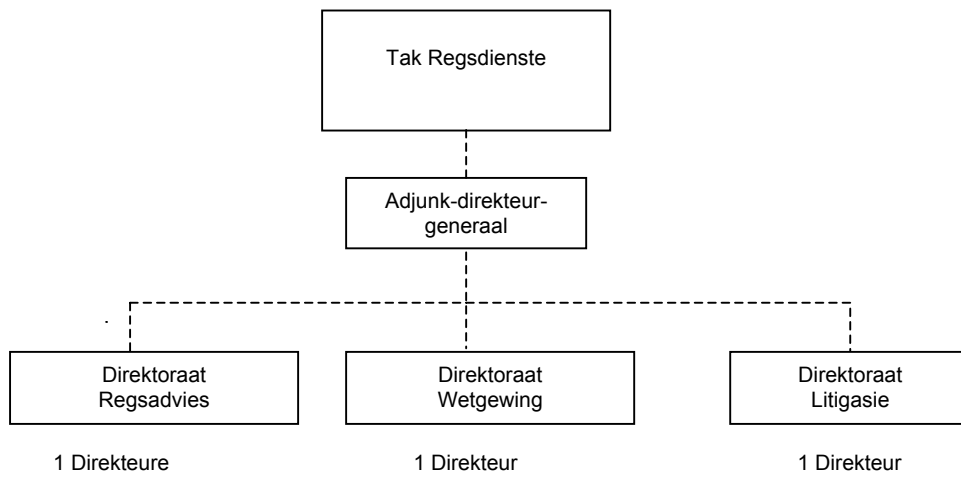 Tak Regsdienste
Adjunk-direkteur-
generaal
Direktoraat
Regsadvies
Direktoraat
Wetgewing
Direktoraat
Litigasie
1 Direkteure
1 Direkteur
1 Direkteur